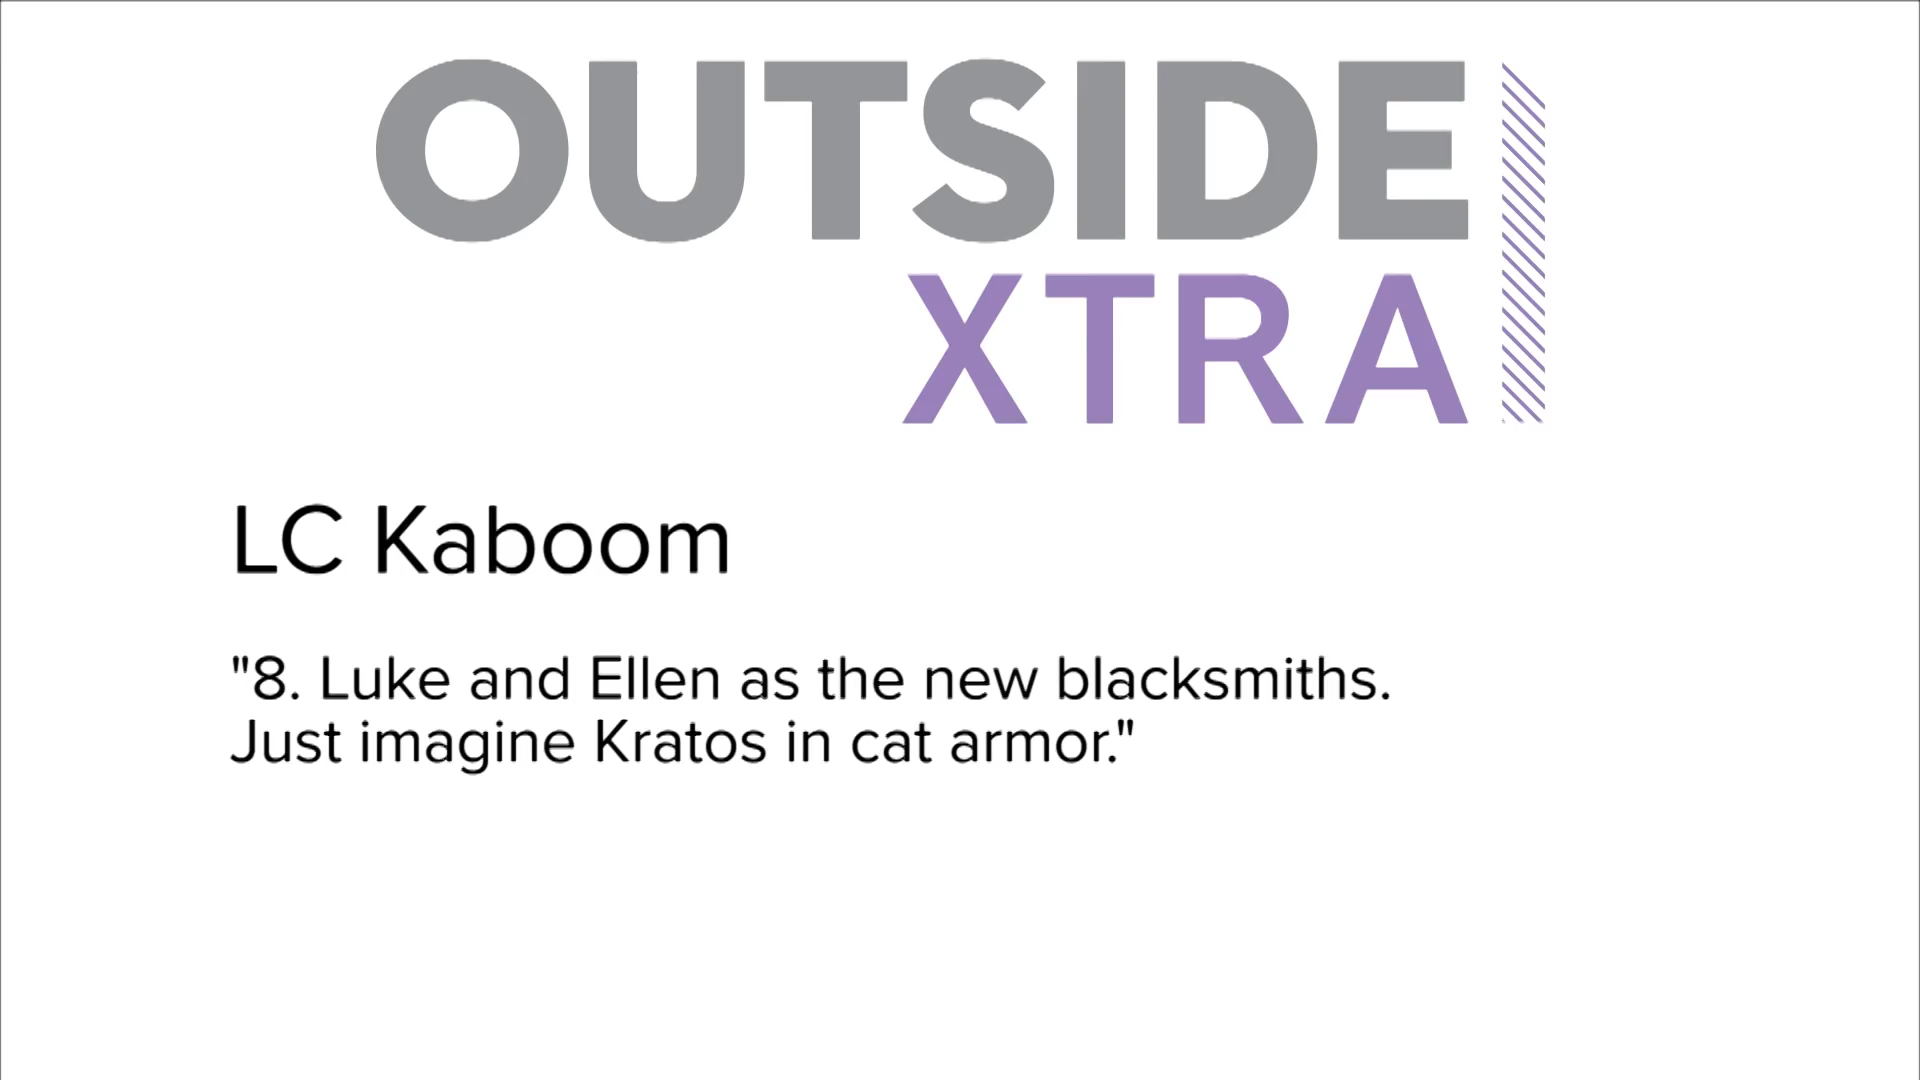 OUTSIDE
XTRA
LC Kaboom
"8. Luke and Ellen as the new blacksmiths.
Just imagine Kratos in cat armor."